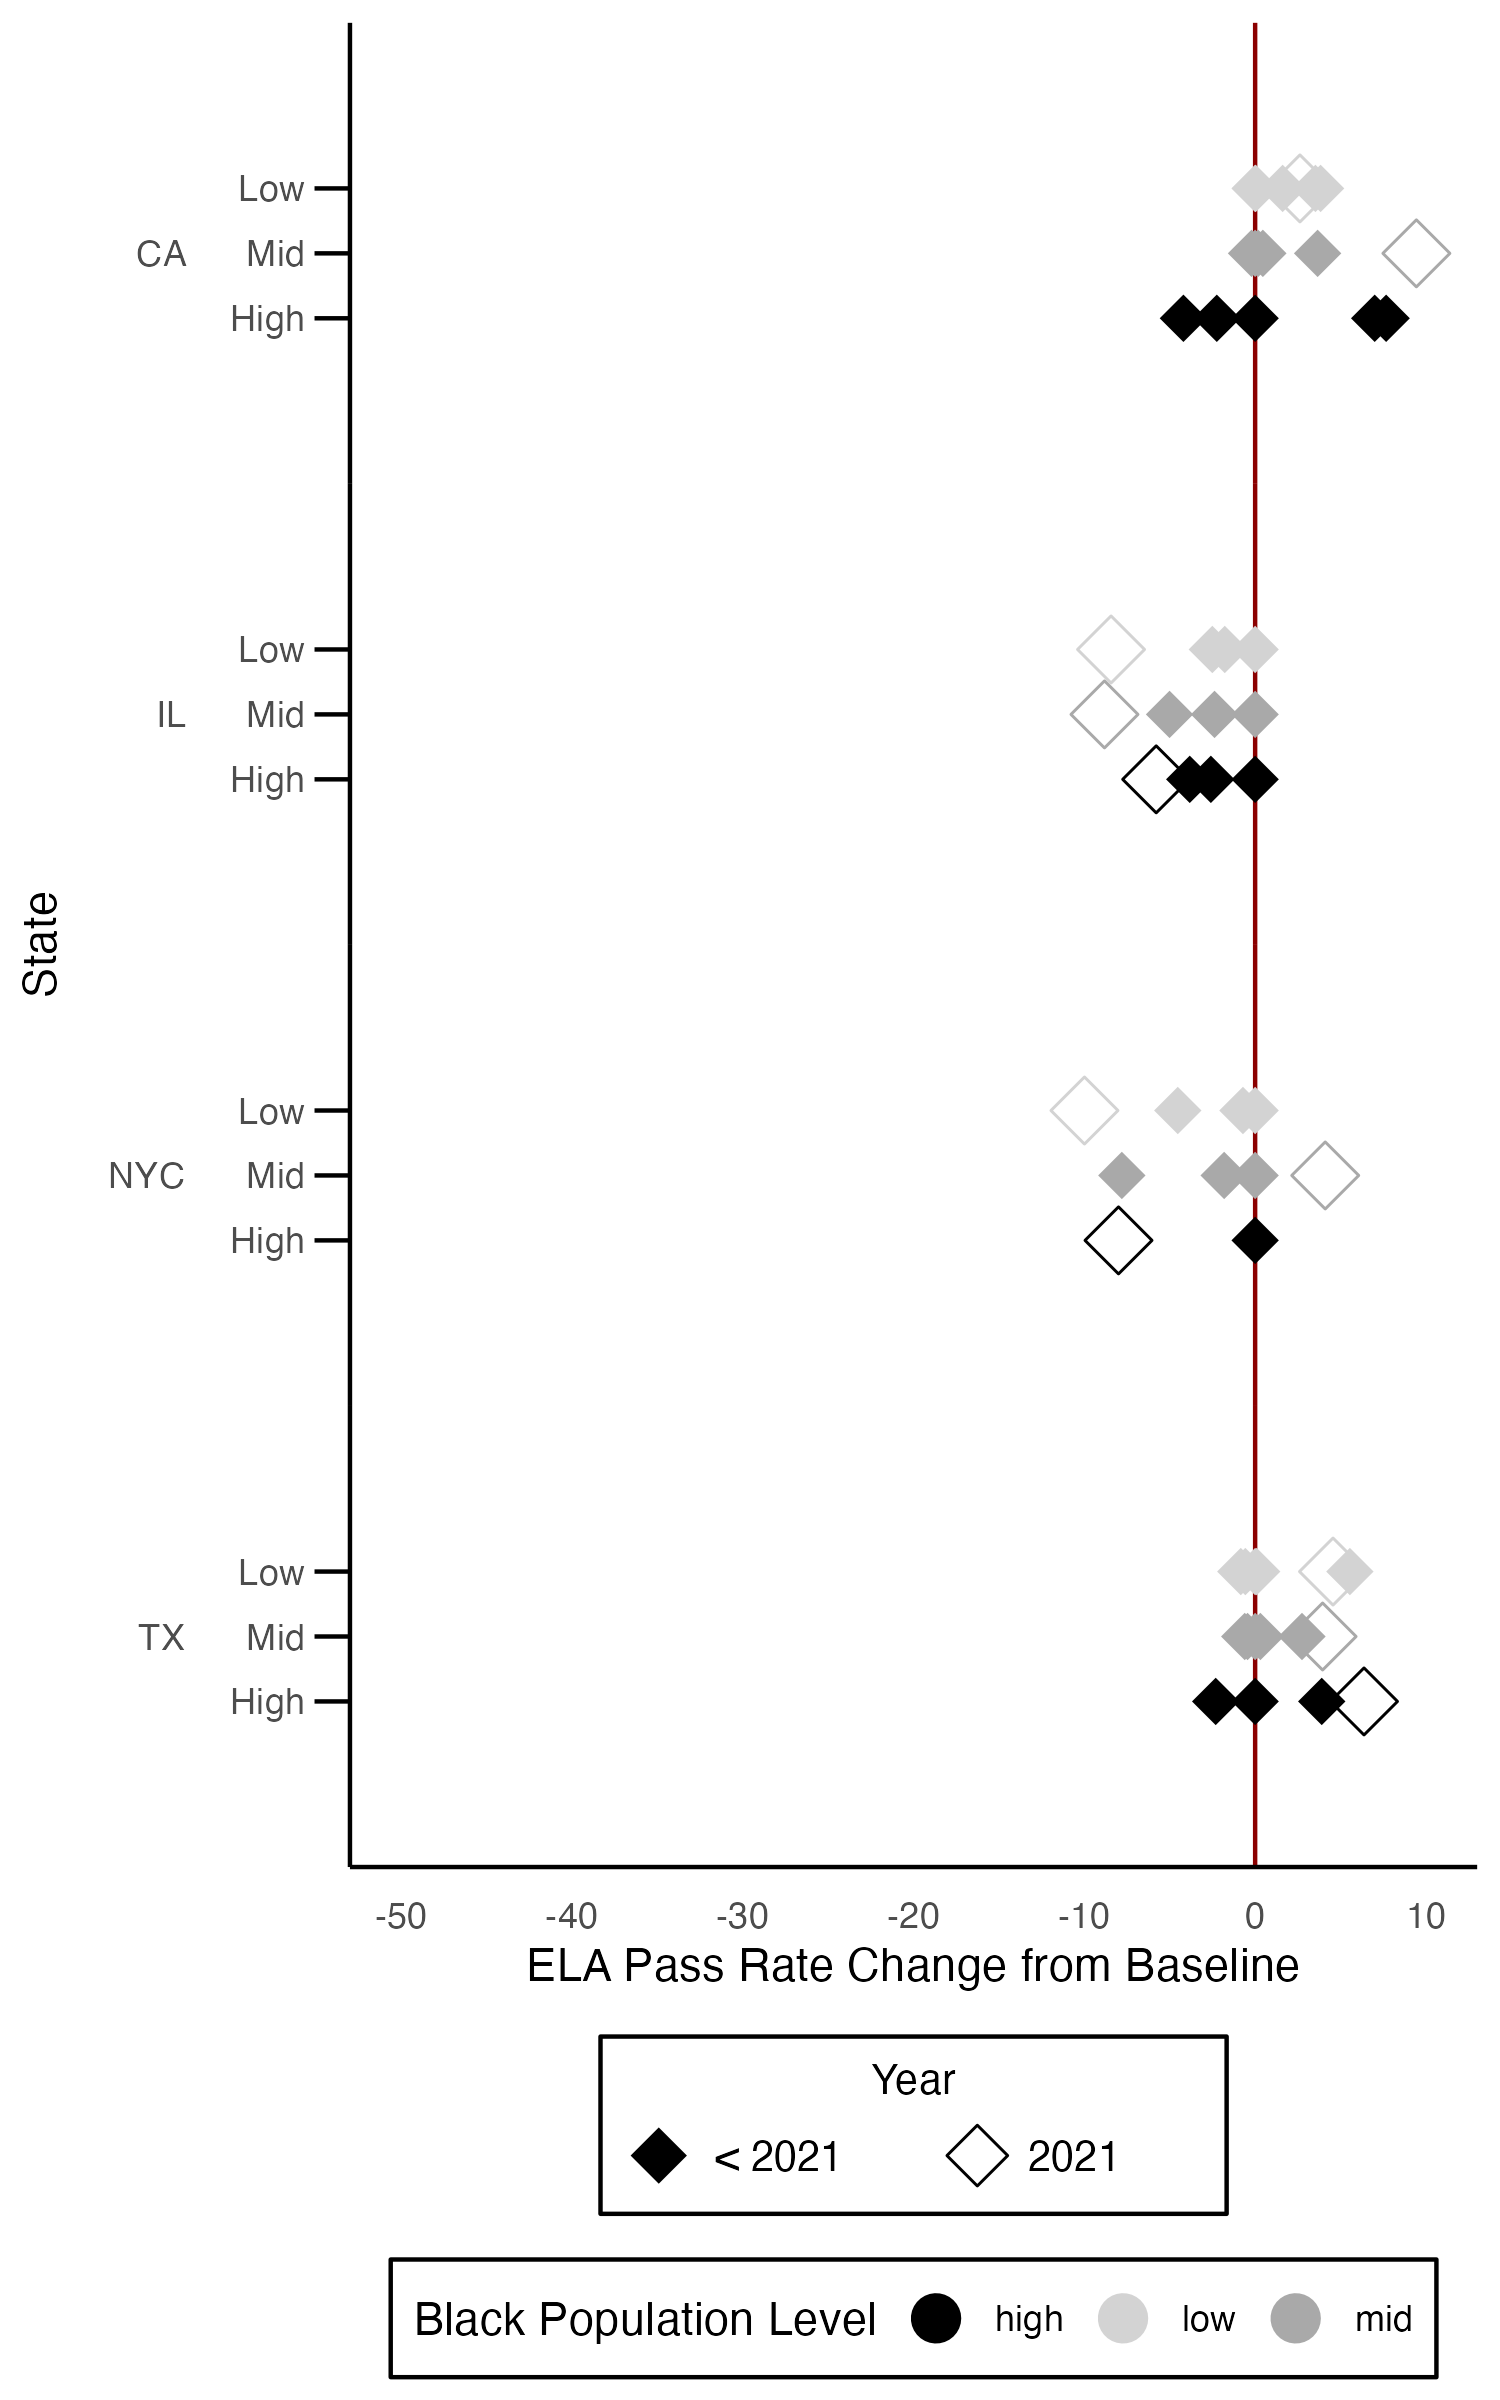 Low
CA Mid
High
Low
IL Mid
High
State
Low
NYC Mid
High
Low
TX Mid
High
-50 -40 -30 -20 -10 0 10
ELA Pass Rate Change from Baseline
Year
< 2021 2021
Black Population Level high low mid